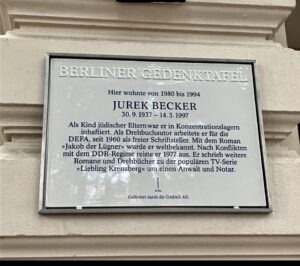 BERLINER GEDENKTAFEL
Hier wohnte von 1980 bis 1994
JUREK BECKER
30. 9. 1937 – 14. 3. 1997
Als Kind jüdischer Eltern war er in Konzentrationslagern
inhaftiert. Als Drehbuchautor arbeitete er für die
DEFA, seit 1960 als freier Schriftsteller. Mit dem Roman
»Jakob der Lügner« wurde er weltbekannt. Nach Konflikten
mit dem DDR-Regime reiste er 1977 aus. Er schrieb weitere
Romane und Drehbücher zu der populären TV-Serie
»Liebling Kreuzberg« um einen Anwalt und Notar.
Gefördert durch die GASAG AG